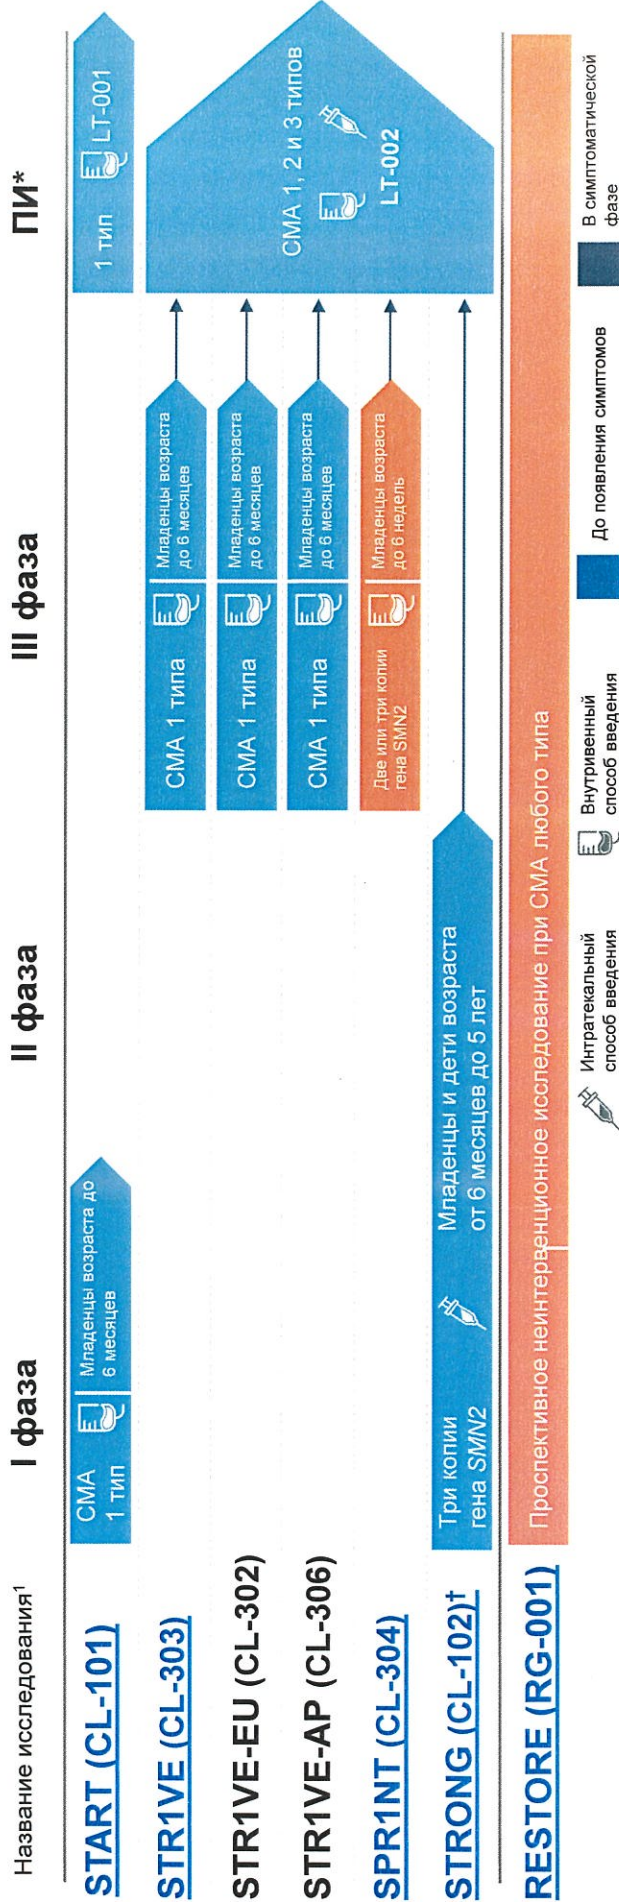 Название исследования¹
I фаза
II фаза
III фаза
ПИ*
START (CL-101)
СМА
1 тип
Младенцы возраста до
6 месяцев
1 тип
LT-001
STR1VE (CL-303)
СМА 1 типа
Младенцы возраста
до 6 месяцев
STR1VE-EU (CL-302)
СМА 1 типа
Младенцы возраста
до 6 месяцев
STR1VE-AP (CL-306)
СМА 1 типа
Младенцы возраста
до 6 месяцев
SPR1NT (CL-304)
Две или три копии
гена SMN2
Младенцы возраста
до 6 недель
STRONG (CL-102)†
Три копии
гена SMN2
Младенцы и дети возраста
от 6 месяцев до 5 лет
СМА 1, 2 и 3 типов
LT-002
RESTORE (RG-001)
Проспективное неинтервенционное исследование при СМА любого типа
Интратекальный
способ введения
Внутривенный
способ введения
До появления симптомов
В симптоматической
фазе